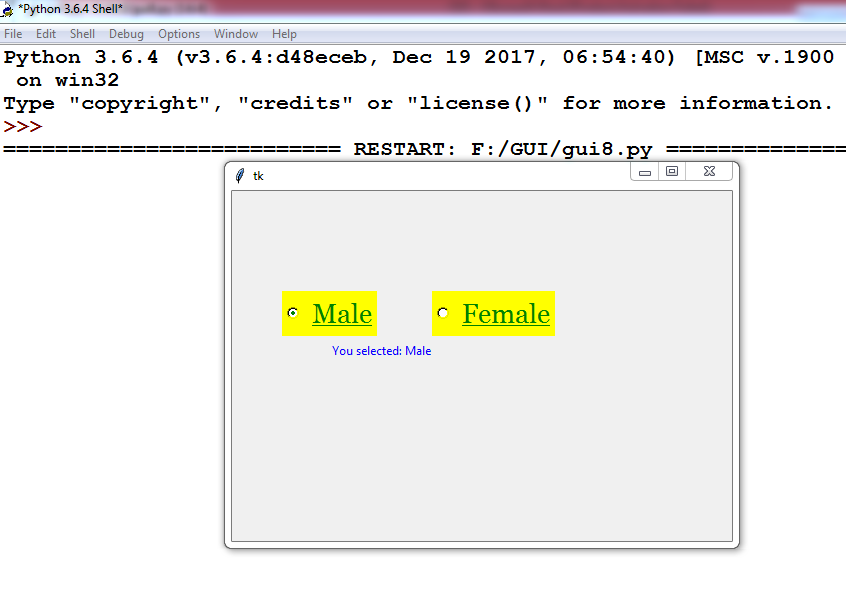 *Python 3.6.4 Shell*
File Edit Shell Debug Options Window Help
Python 3.6.4 (v3.6.4:d48eceb, Dec 19 2017, 06:54:40) [MSC v.1900
on win32
Type "copyright", "credits" or "license()" for more information.
>>>
========================== RESTART: F:/GUI/gui8.py ==============
tk
Male Female
You selected: Male